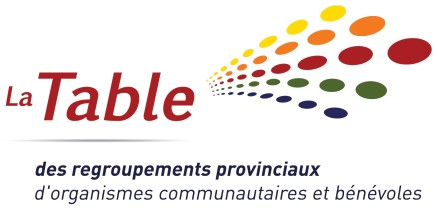 La Table
des regroupements provinciaux
d'organismes communautaires et bénévoles